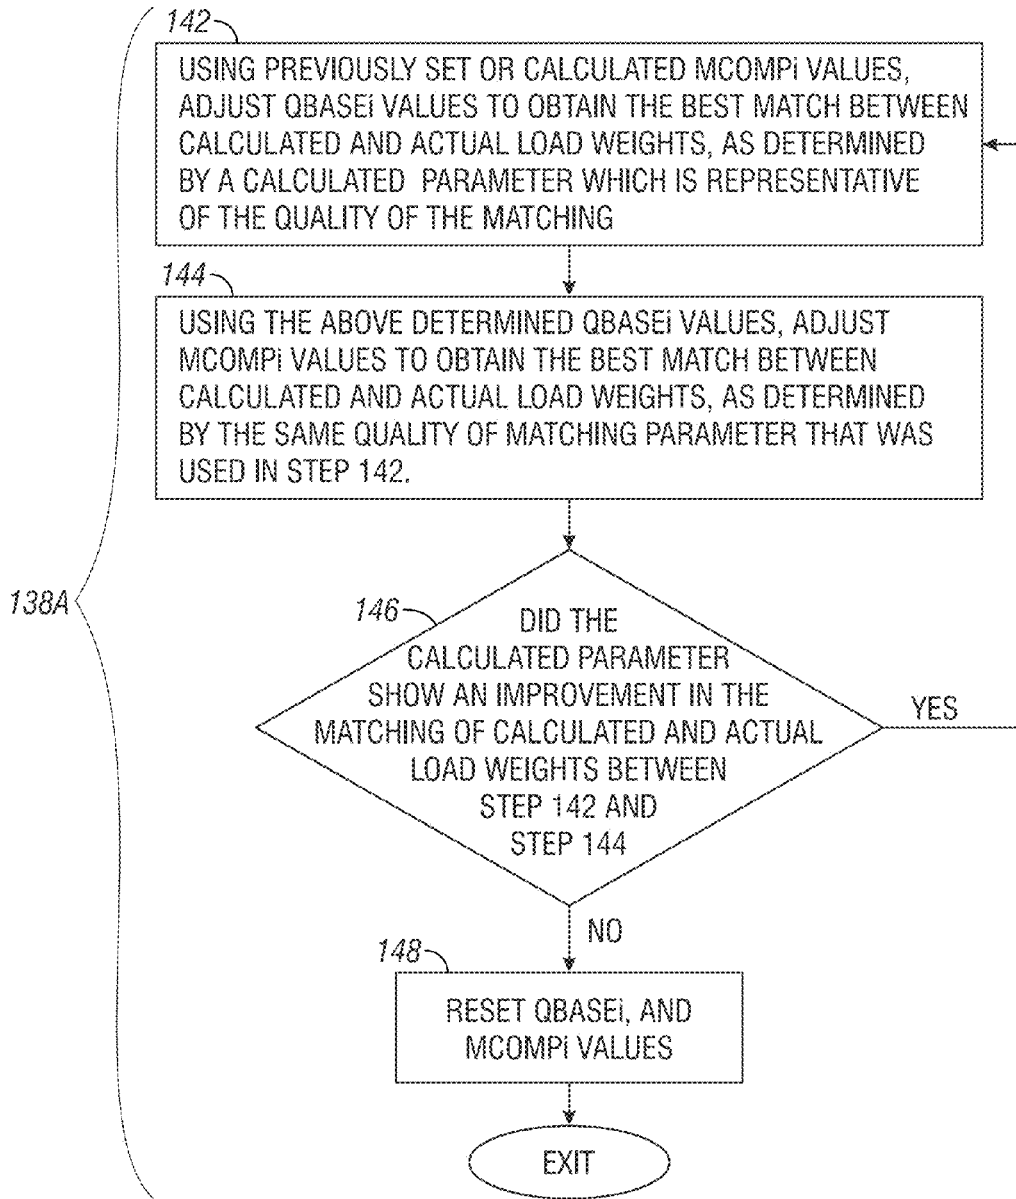 142
USING PREVIOUSLY SET OR CALCULATED MCOMPi VALUES,
ADJUST QBASEi VALUES TO OBTAIN THE BEST MATCH BETWEEN
CALCULATED AND ACTUAL LOAD WEIGHTS, AS DETERMINED
BY A CALCULATED PARAMETER WHICH IS REPRESENTATIVE
OF THE QUALITY OF THE MATCHING
144
USING THE ABOVE DETERMINED QBASEi VALUES, ADJUST
MCOMPi VALUES TO OBTAIN THE BEST MATCH BETWEEN
CALCULATED AND ACTUAL LOAD WEIGHTS, AS DETERMINED
BY THE SAME QUALITY OF MATCHING PARAMETER THAT WAS
USED IN STEP 142.
138A
146
DID THE
CALCULATED PARAMETER
SHOW AN IMPROVEMENT IN THE
MATCHING OF CALCULATED AND ACTUAL
LOAD WEIGHTS BETWEEN
STEP 142 AND
STEP 144
YES
NO
148
RESET QBASEi, AND
MCOMPi VALUES
EXIT